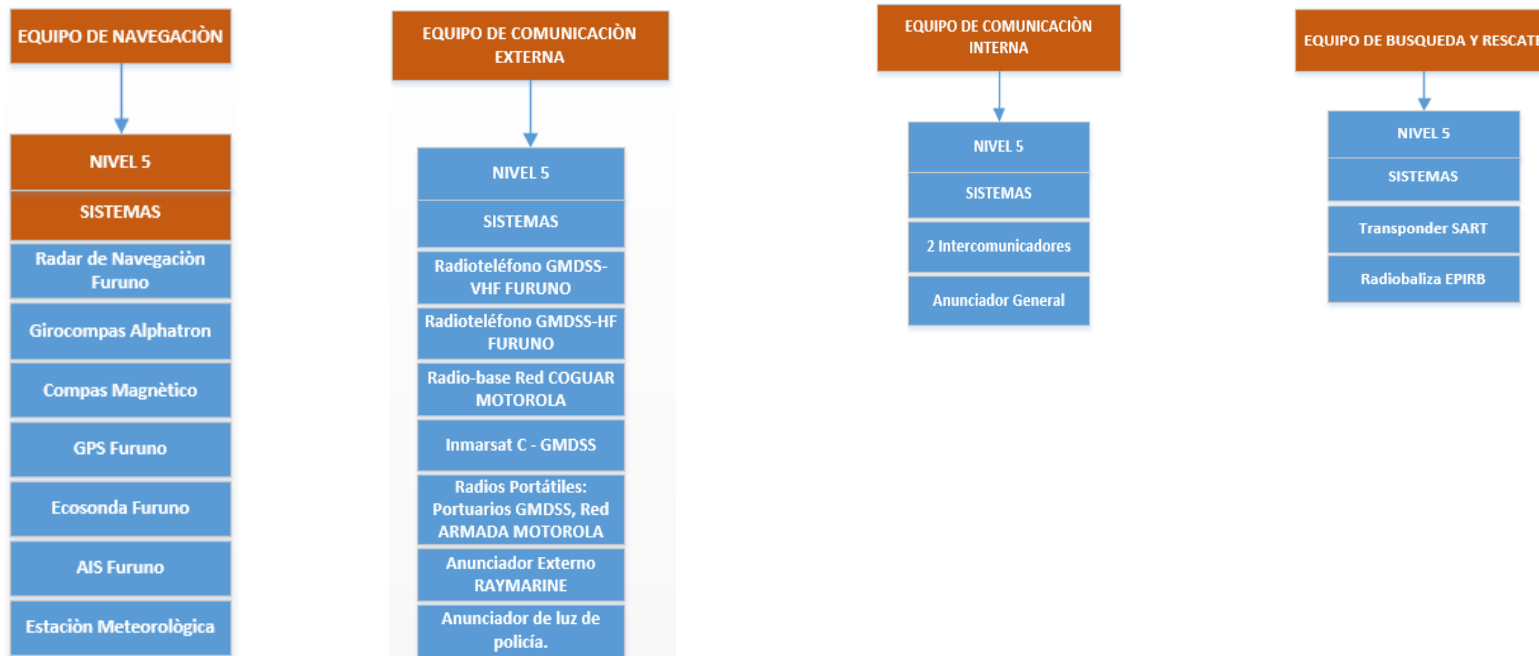 EQUIPO DE NAVEGACIÒN
NIVEL 5
SISTEMAS
Radar de Navegaciòn
Furuno
Girocompas Alphatron
Compas Magnètico
GPS Furuno
Ecosonda Furuno
AIS Furuno
Estaciòn Meteorològica
EQUIPO DE COMUNICACIÒN
EXTERNA
NIVEL 5
SISTEMAS
Radioteléfono GMDSS-
VHF FURUNO
Radioteléfono GMDSS-HF
FURUNO
Radio-base Red COGUAR
MOTOROLA
Inmarsat C - GMDSS
Radios Portátiles:
Portuarios GMDSS, Red
ARMADA MOTOROLA
Anunciador Externo
RAYMARINE
Anunciador de luz de
policía.
EQUIPO DE COMUNICACIÒN
INTERNA
NIVEL 5
SISTEMAS
2 Intercomunicadores
Anunciador General
EQUIPO DE BUSQUEDA Y RESCATE
NIVEL 5
SISTEMAS
Transponder SART
Radiobaliza EPIRB